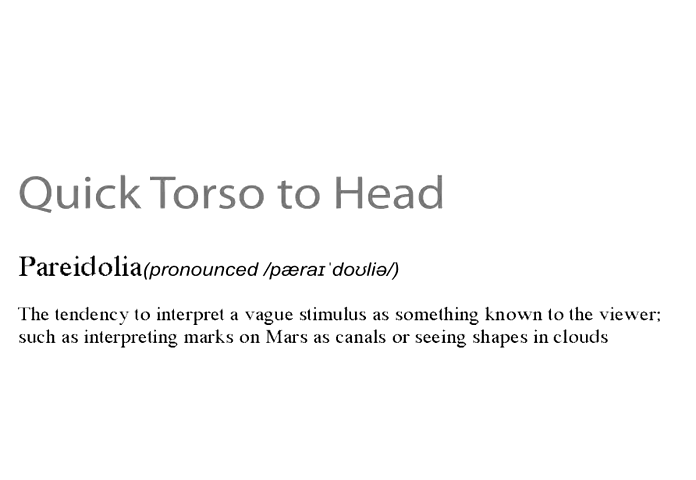 Quick Torso to Head
Pareidolia(pronounced /pæraɪˈdoʊliə/)
The tendency to interpret a vague stimulus as something known to the viewer;
such as interpreting marks on Mars as canals or seeing shapes in clouds